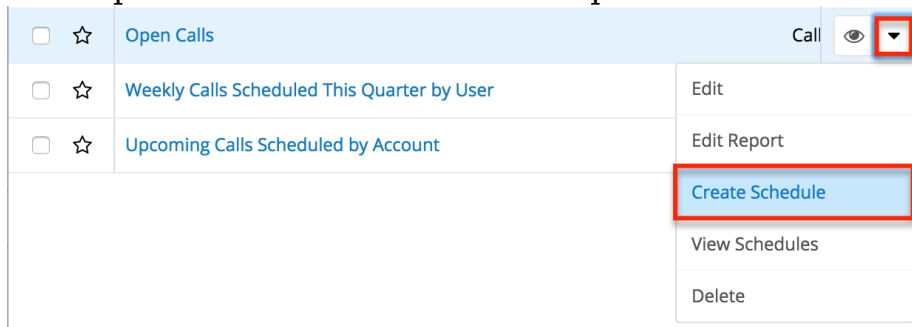 Open Calls Call
Weekly Calls Scheduled This Quarter by User
Upcoming Calls Scheduled by Account
Edit
Edit Report
Create Schedule
View Schedules
Delete